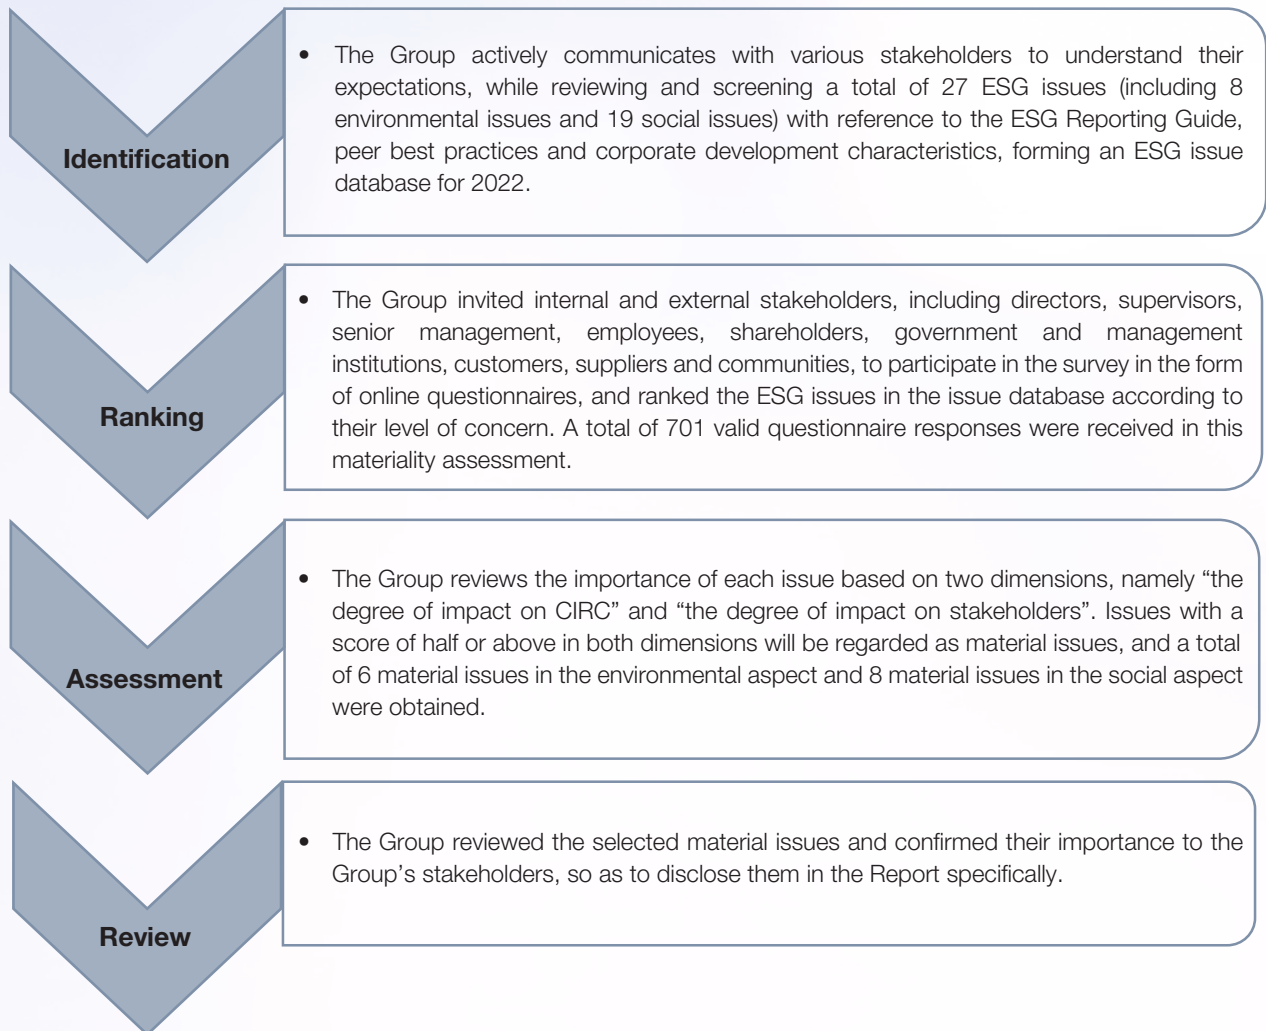 Identification
• The Group actively communicates with various stakeholders to understand their
expectations, while reviewing and screening a total of 27 ESG issues (including 8
environmental issues and 19 social issues) with reference to the ESG Reporting Guide,
peer best practices and corporate development characteristics, forming an ESG issue
database for 2022.
Ranking
• The Group invited internal and external stakeholders, including directors, supervisors,
senior management, employees, shareholders, government and management
institutions, customers, suppliers and communities, to participate in the survey in the form
of online questionnaires, and ranked the ESG issues in the issue database according to
their level of concern. A total of 701 valid questionnaire responses were received in this
materiality assessment.
Assessment
• The Group reviews the importance of each issue based on two dimensions, namely “the
degree of impact on CIRC” and “the degree of impact on stakeholders”. Issues with a
score of half or above in both dimensions will be regarded as material issues, and a total
of 6 material issues in the environmental aspect and 8 material issues in the social aspect
were obtained.
Review
• The Group reviewed the selected material issues and confirmed their importance to the
Group’s stakeholders, so as to disclose them in the Report specifically.